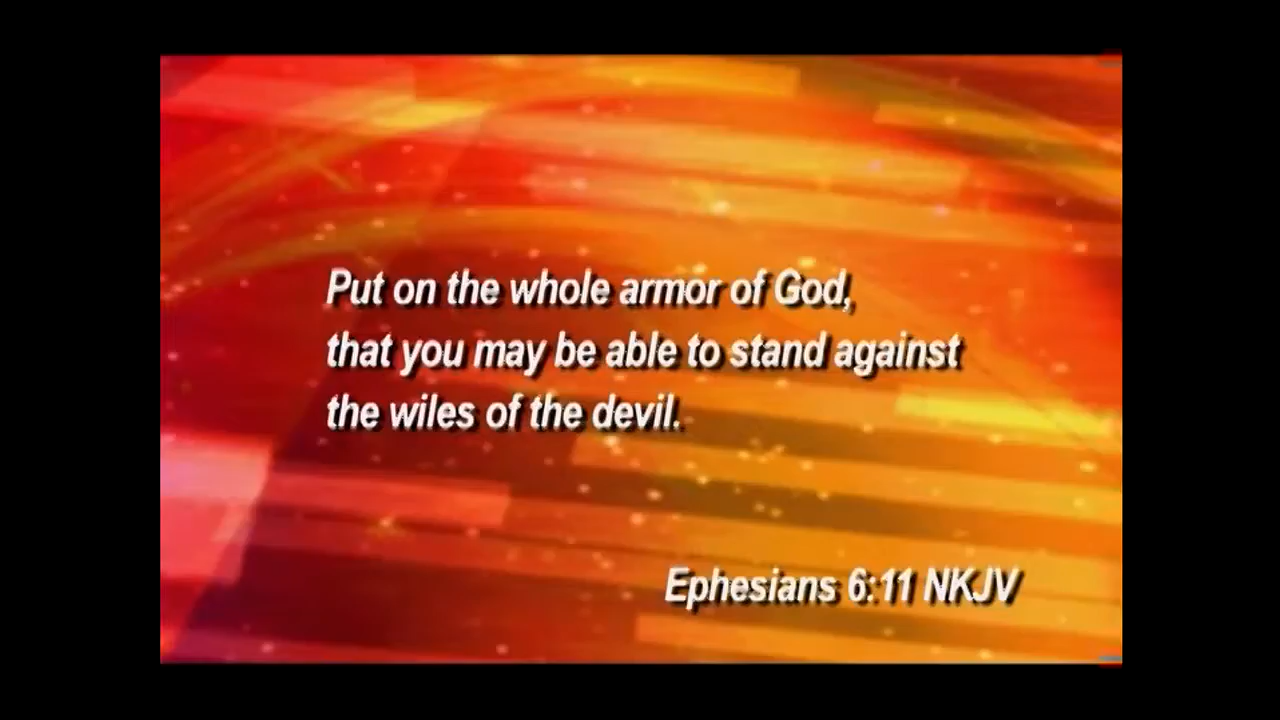 Put on the whole armor of God,
that you may be able to stand against
the wiles of the devil.
Ephesians 6:11 NKJV